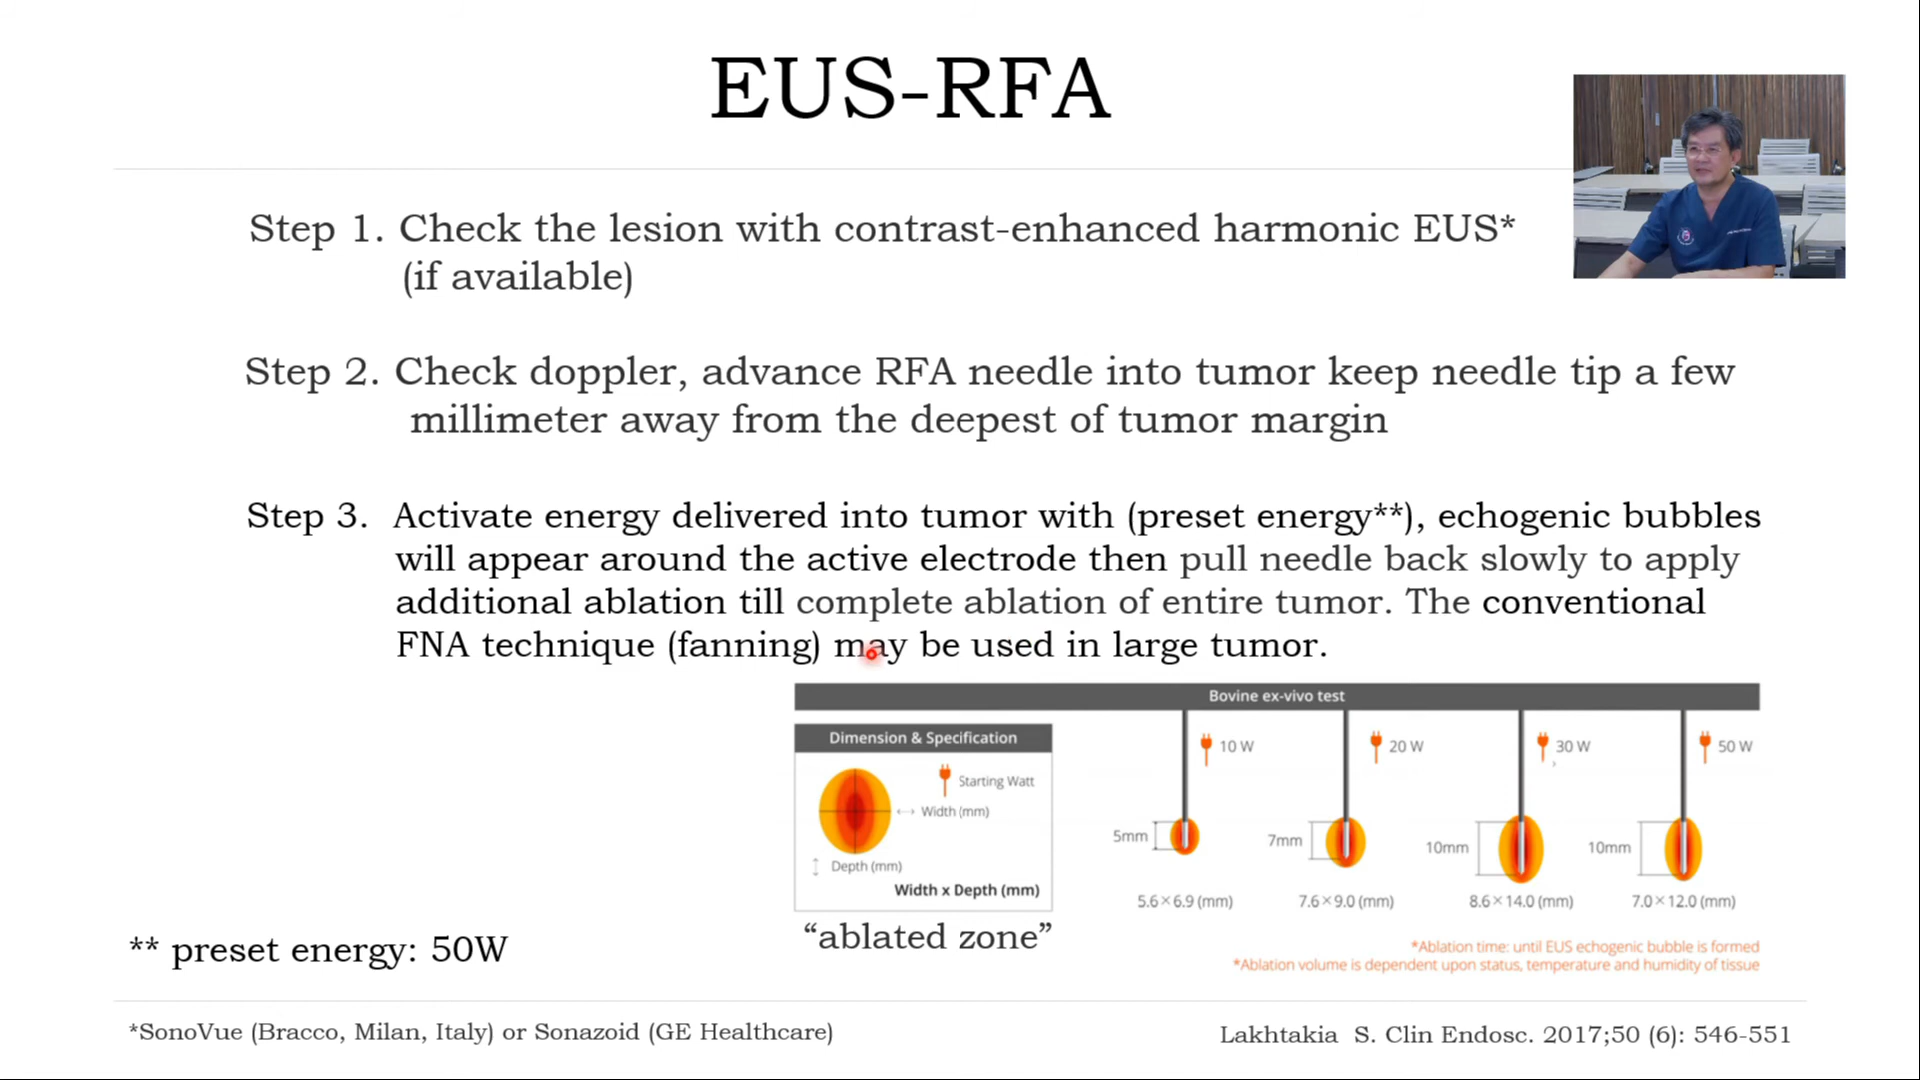 EUS-RFA
Step 1. Check the lesion with contrast-enhanced harmonic EUS*
(if available)
Step 2. Check doppler, advance RFA needle into tumor keep needle tip a few
millimeter away from the deepest of tumor margin
Step 3. Activate energy delivered into tumor with (preset energy**), echogenic bubbles
will appear around the active electrode then pull needle back slowly to apply
additional ablation till complete ablation of entire tumor. The conventional
FNA technique (fanning) may be used in large tumor.
Bovine ex-vivo test
Dimension & Specification
Starting Watt
Width (mm)
Depth (mm)
Width x Depth (mm)
10 W
20 W
30 W
50 W
5mm
7mm
10mm
10mm
5.6×6.9 (mm)
7.6×9.0 (mm)
8.6×14.0 (mm)
7.0×12.0 (mm)
"ablated zone"
*Ablation time: until EUS echogenic bubble is formed
*Ablation volume is dependent upon status, temperature and humidity of tissue
** preset energy: 50W
*SonoVue (Bracco, Milan, Italy) or Sonazoid (GE Healthcare)
Lakhtakia S. Clin Endosc. 2017;50 (6): 546-551